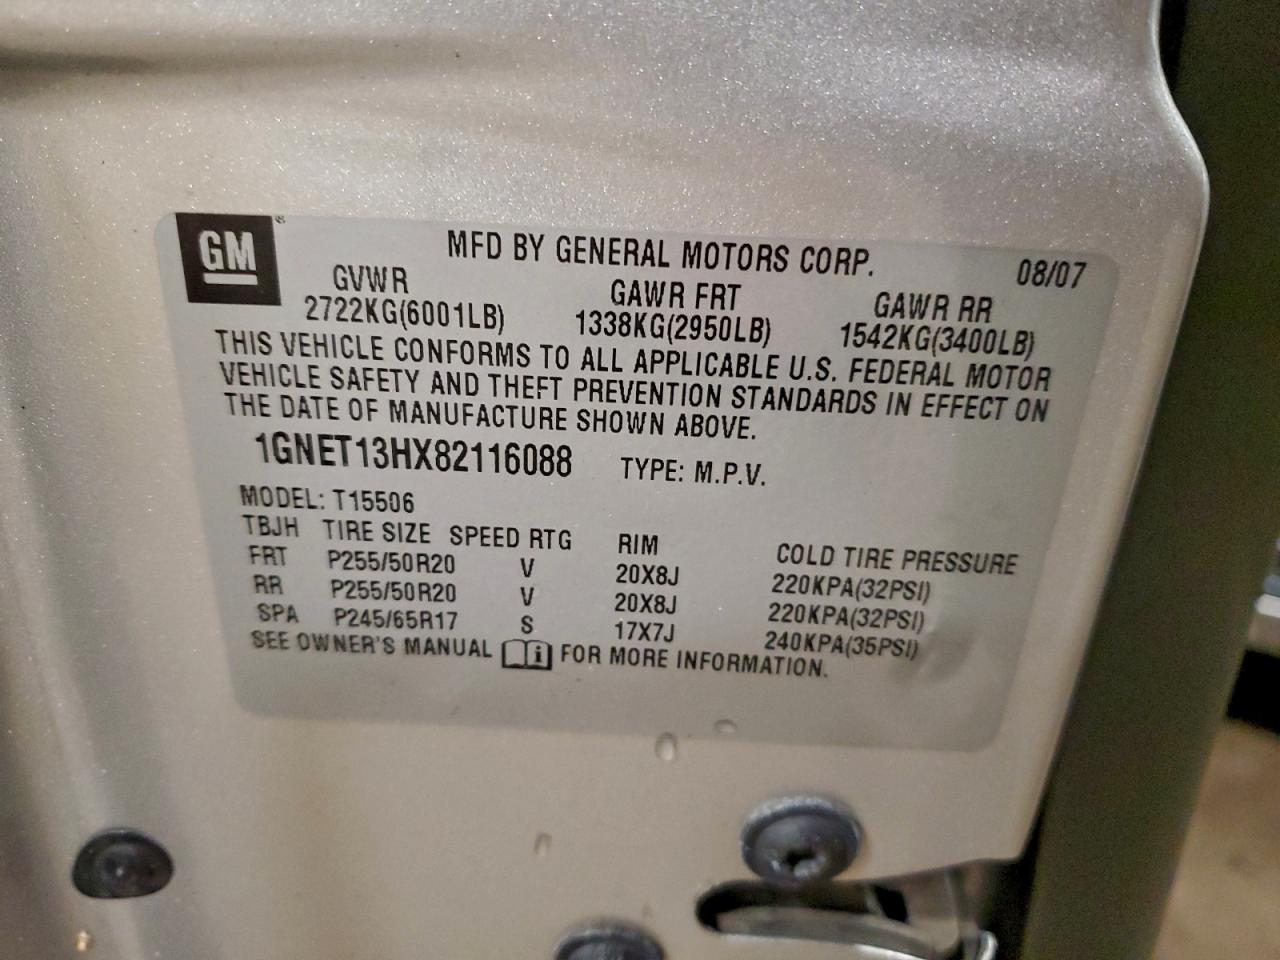 GM ®
MFD BY GENERAL MOTORS CORP. 08/07
GVWR GAWR FRT GAWR RR
2722KG(6001LB) 1338KG(2950LB) 1542KG(3400LB)
THIS VEHICLE CONFORMS TO ALL APPLICABLE U.S. FEDERAL MOTOR
VEHICLE SAFETY AND THEFT PREVENTION STANDARDS IN EFFECT ON
THE DATE OF MANUFACTURE SHOWN ABOVE.
1GNET13HX82116088 TYPE: M.P.V.
MODEL: T15506
TBJH TIRE SIZE SPEED RTG RIM COLD TIRE PRESSURE
FRT P255/50R20 V 20X8J 220KPA(32PSI)
RR P255/50R20 V 20X8J 220KPA(32PSI)
SPA P245/65R17 S 17X7J 240KPA(35PSI)
SEE OWNER'S MANUAL i FOR MORE INFORMATION.